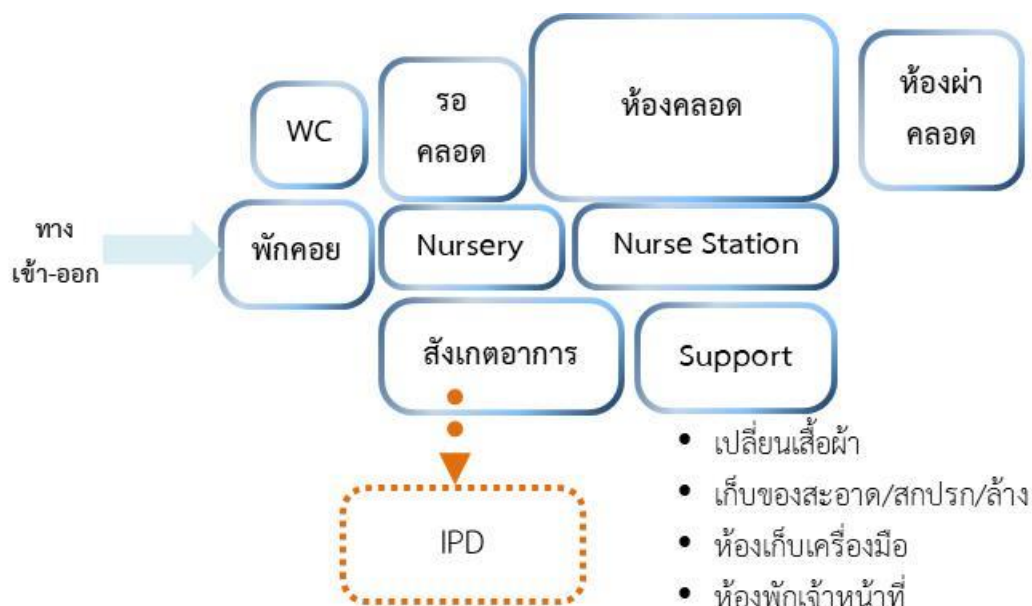 WC
รอ
คลอด
ห้องคลอด
ห้องผ่า
คลอด
ทาง
เข้า-ออก
พักคอย
Nursery
Nurse Station
สังเกตอาการ
Support
• เปลี่ยนเสื้อผ้า
• เก็บของสะอาด/สกปรก/ล้าง
• ห้องเก็บเครื่องมือ
• ห้องพักเจ้าหน้าที่
IPD